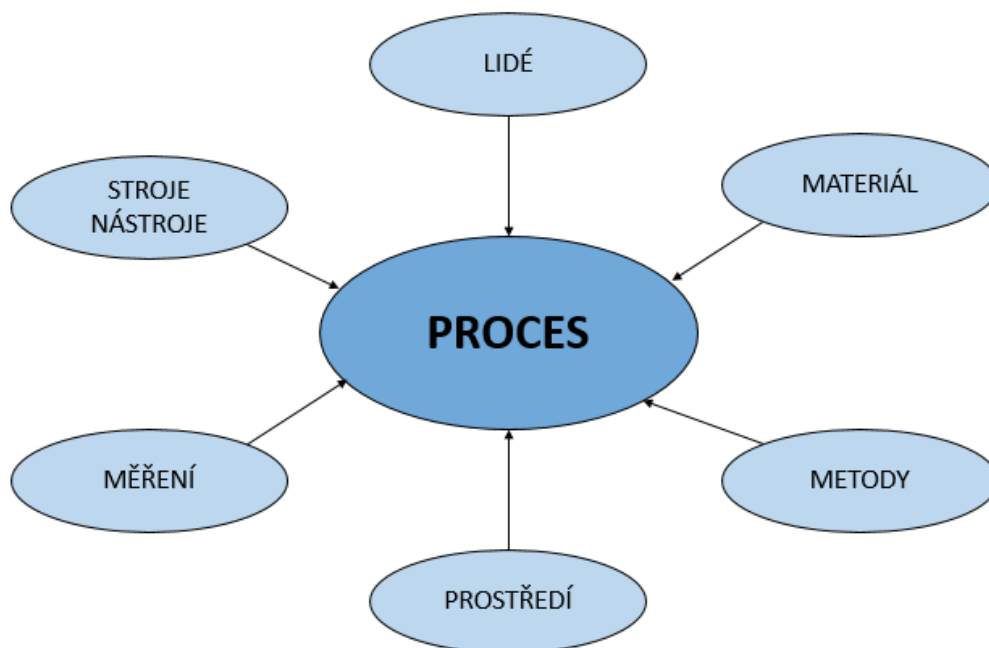 LIDÉ
STROJE
NÁSTROJE
MATERIÁL
PROCES
MĚŘENÍ
METODY
PROSTŘEDÍ